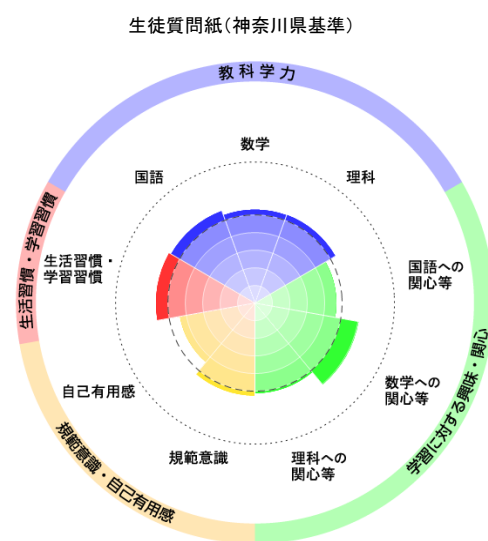 生徒質問紙(神奈川県基準)
教科学力
数学
国語
理科
生活習慣・学習習慣
生活習慣・
学習習慣
国語への
関心等
自己有用感
数学への
関心等
規範意識
理科への
関心等
規範意識・自己有用感
学習に対する興味・関心